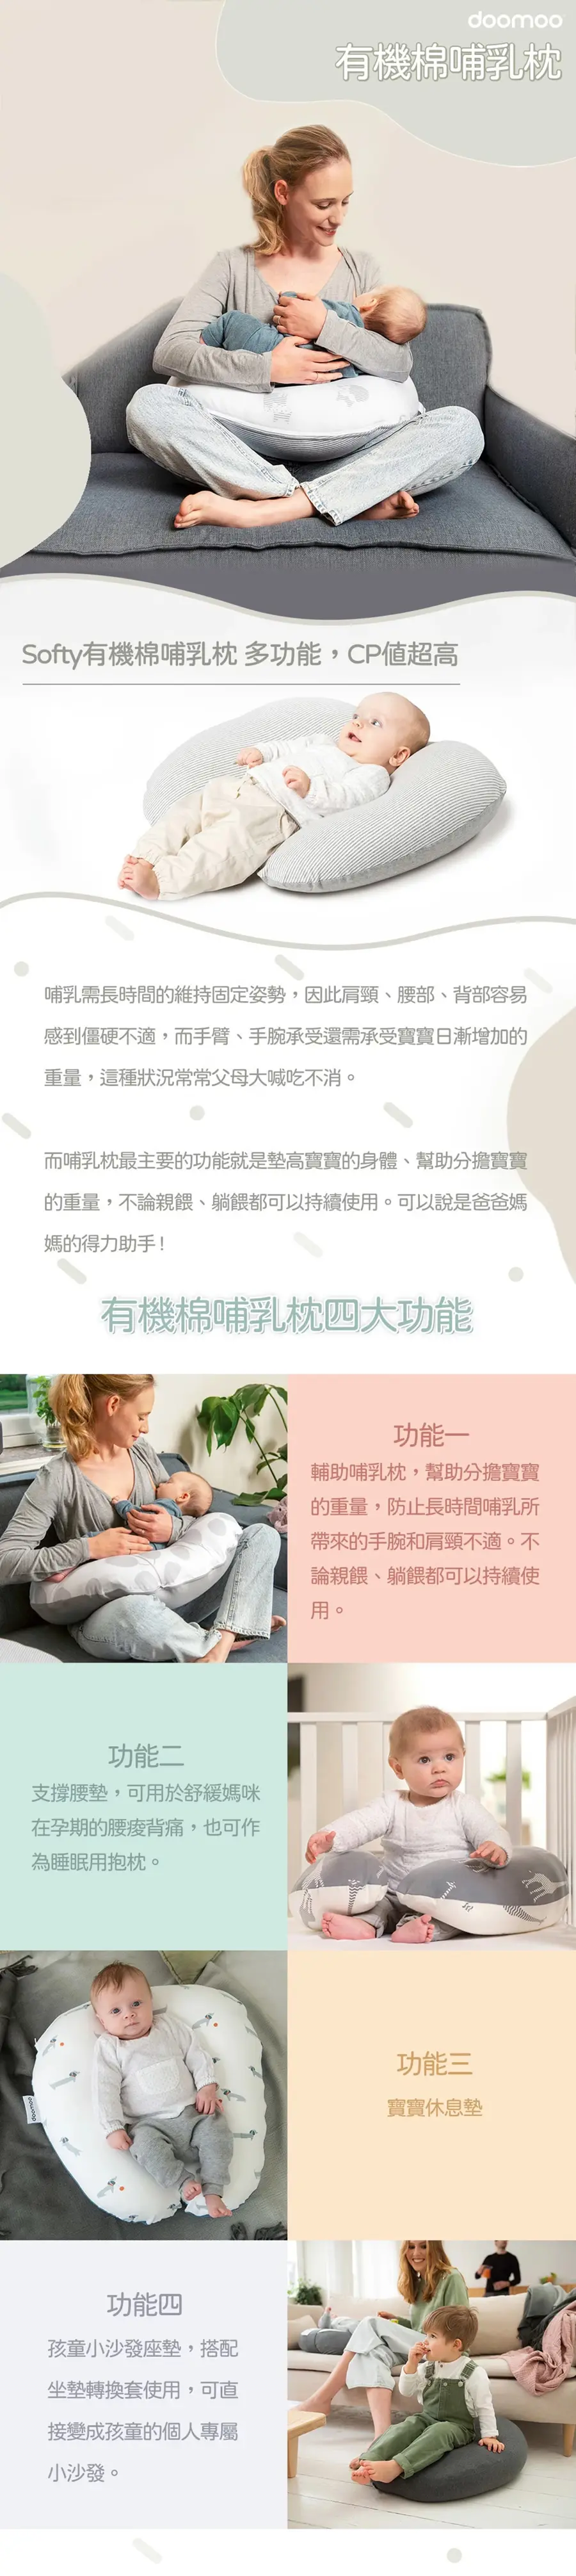 doomoo
有機棉哺乳枕
Softy有機棉哺乳枕 多功能，CP值超高
哺乳需長時間的維持固定姿勢，因此肩頸、腰部、背部容易
感到僵硬不適，而手臂、手腕承受還需承受寶寶日漸增加的
重量，這種狀況常常父母大喊吃不消。
而哺乳枕最主要的功能就是墊高寶寶的身體、幫助分擔寶寶
的重量，不論親餵、躺餵都可以持續使用。可以說是爸爸媽
媽的得力助手！
有機棉哺乳枕四大功能
功能一
輔助哺乳枕，幫助分擔寶寶
的重量，防止長時間哺乳所
帶來的手腕和肩頸不適。不
論親餵、躺餵都可以持續使
用。
功能二
支撐腰墊，可用於舒緩媽咪
在孕期的腰痠背痛，也可作
為睡眠用抱枕。
doomoo
功能三
寶寶休息墊
功能四
孩童小沙發座墊，搭配
坐墊轉換套使用，可直
接變成孩童的個人專屬
小沙發。